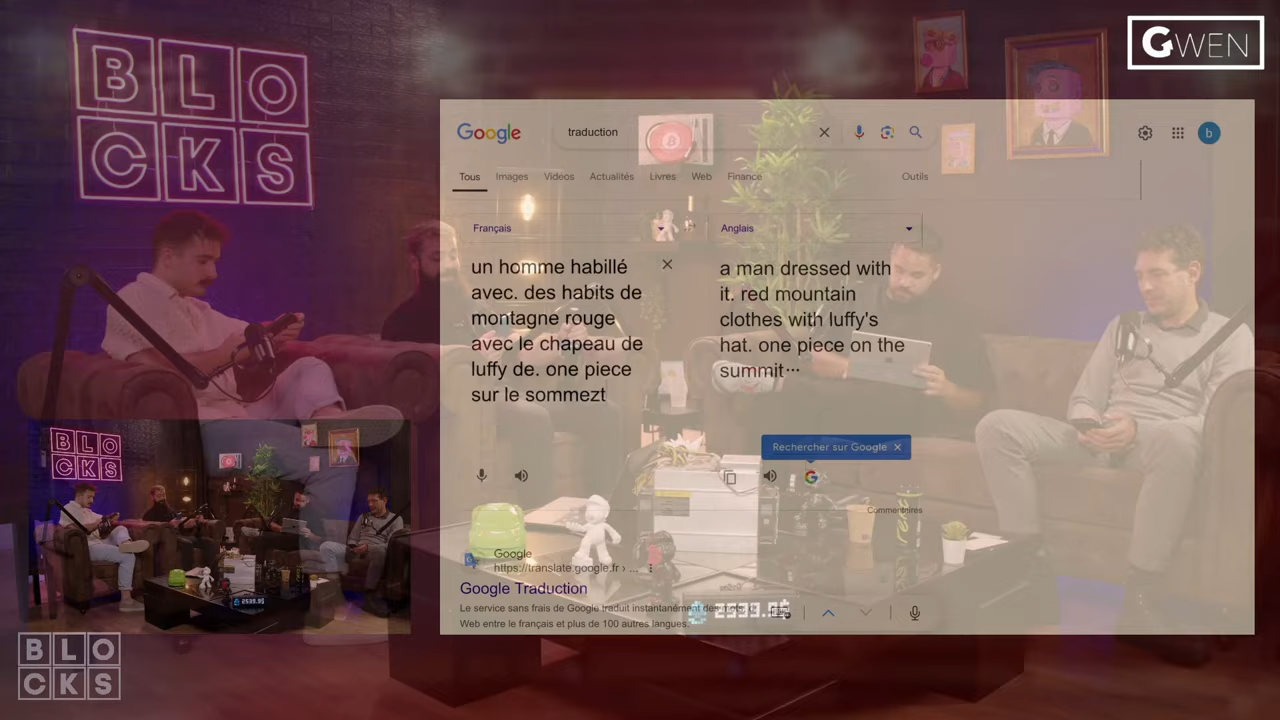 BLO
CKS
GWEN
Google
traduction
b
Tous Images Vidéos Actualités Livres Web Finance Outils
Français
Anglais
un homme habillé
avec. des habits de
montagne rouge
avec le chapeau de
luffy de. one piece
sur le sommezt
a man dressed with
it. red mountain
clothes with luffy's
hat. one piece on the
summit...
Rechercher sur Google
Commentaires
Google
https://translate.google.fr › ...
Google Traduction
Le service sans frais de Google traduit instantanément des
Web entre le français et plus de 100 autres langues.
BLO
CKS
2539.9$
BLO
CKS